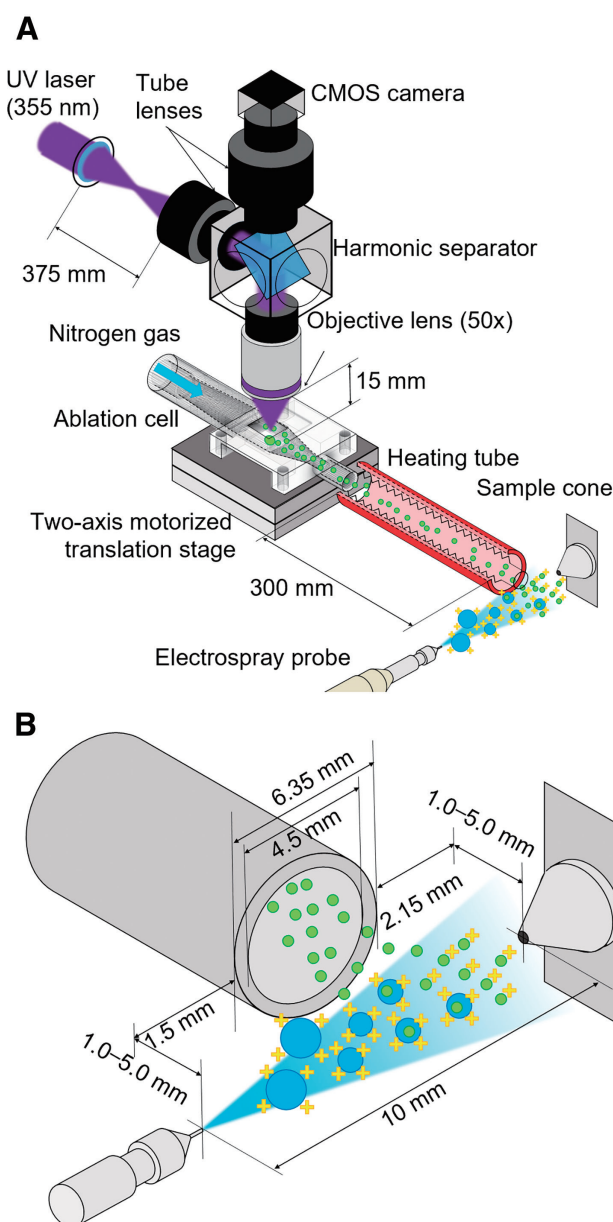 A
UV laser
(355 nm)
Tube
lenses
CMOS camera
Harmonic separator
375 mm
Objective lens (50x)
Nitrogen gas
15 mm
Ablation cell
Heating tube
Sample cone
Two-axis motorized
translation stage
300 mm
Electrospray probe
B
6.35 mm
4.5 mm
1.0–5.0 mm
2.15 mm
1.5 mm
1.0–5.0 mm
10 mm